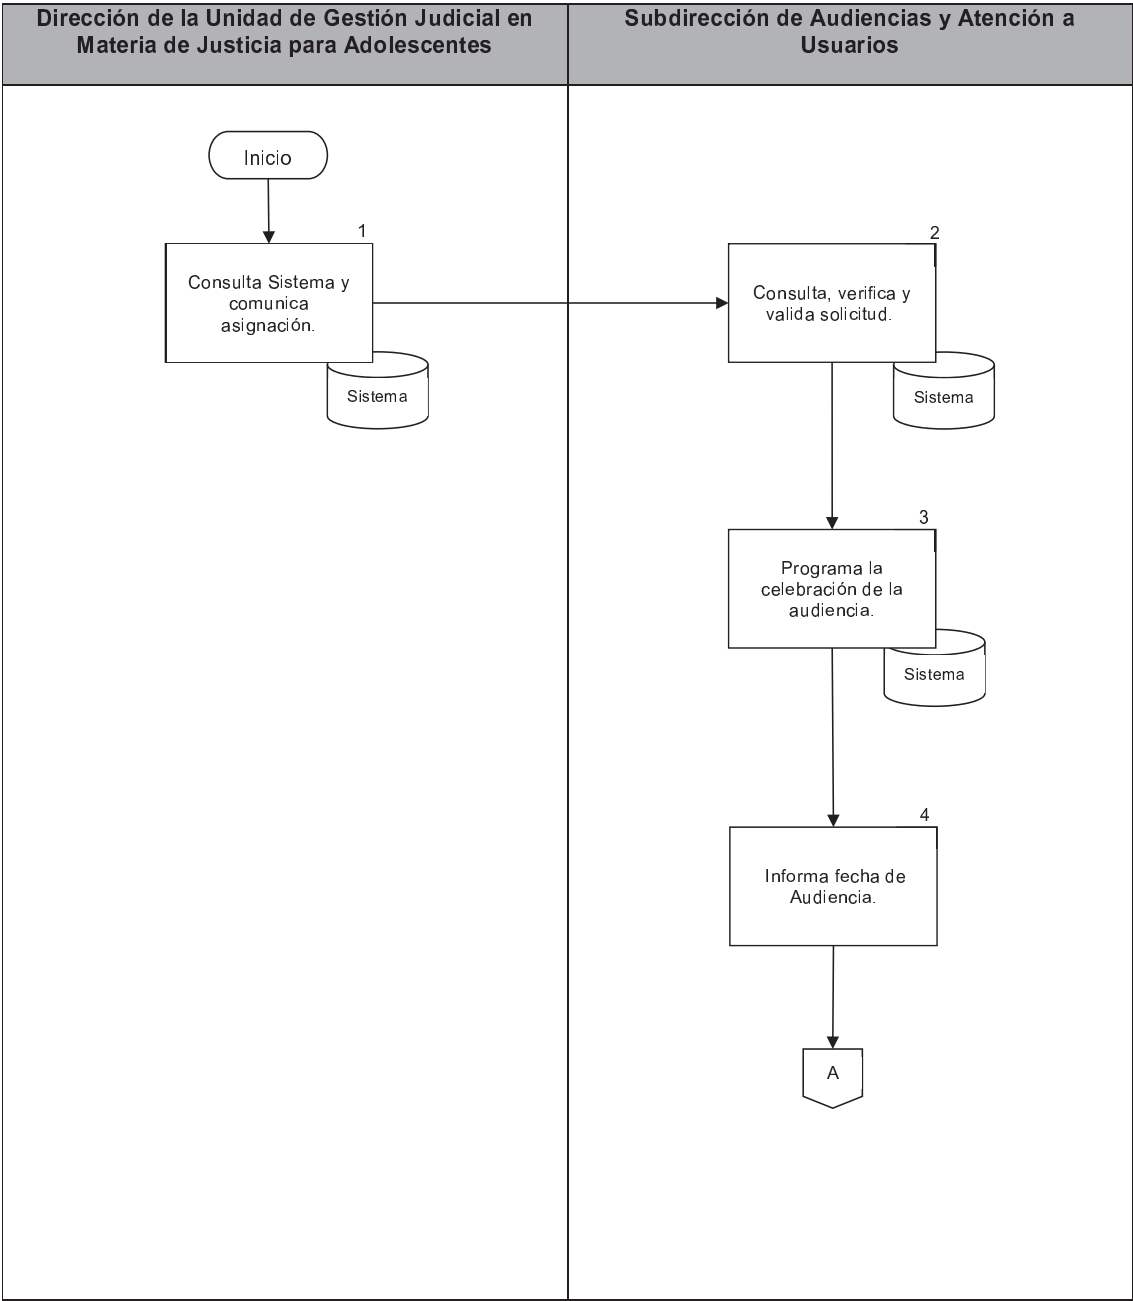 Dirección de la Unidad de Gestión Judicial en
Materia de Justicia para Adolescentes
Subdirección de Audiencias y Atención a
Usuarios
Inicio
1
Consulta Sistema y
comunica
asignación.
Sistema
2
Consulta, verifica y
valida solicitud.
Sistema
3
Programa la
celebración de la
audiencia.
Sistema
4
Informa fecha de
Audiencia.
A